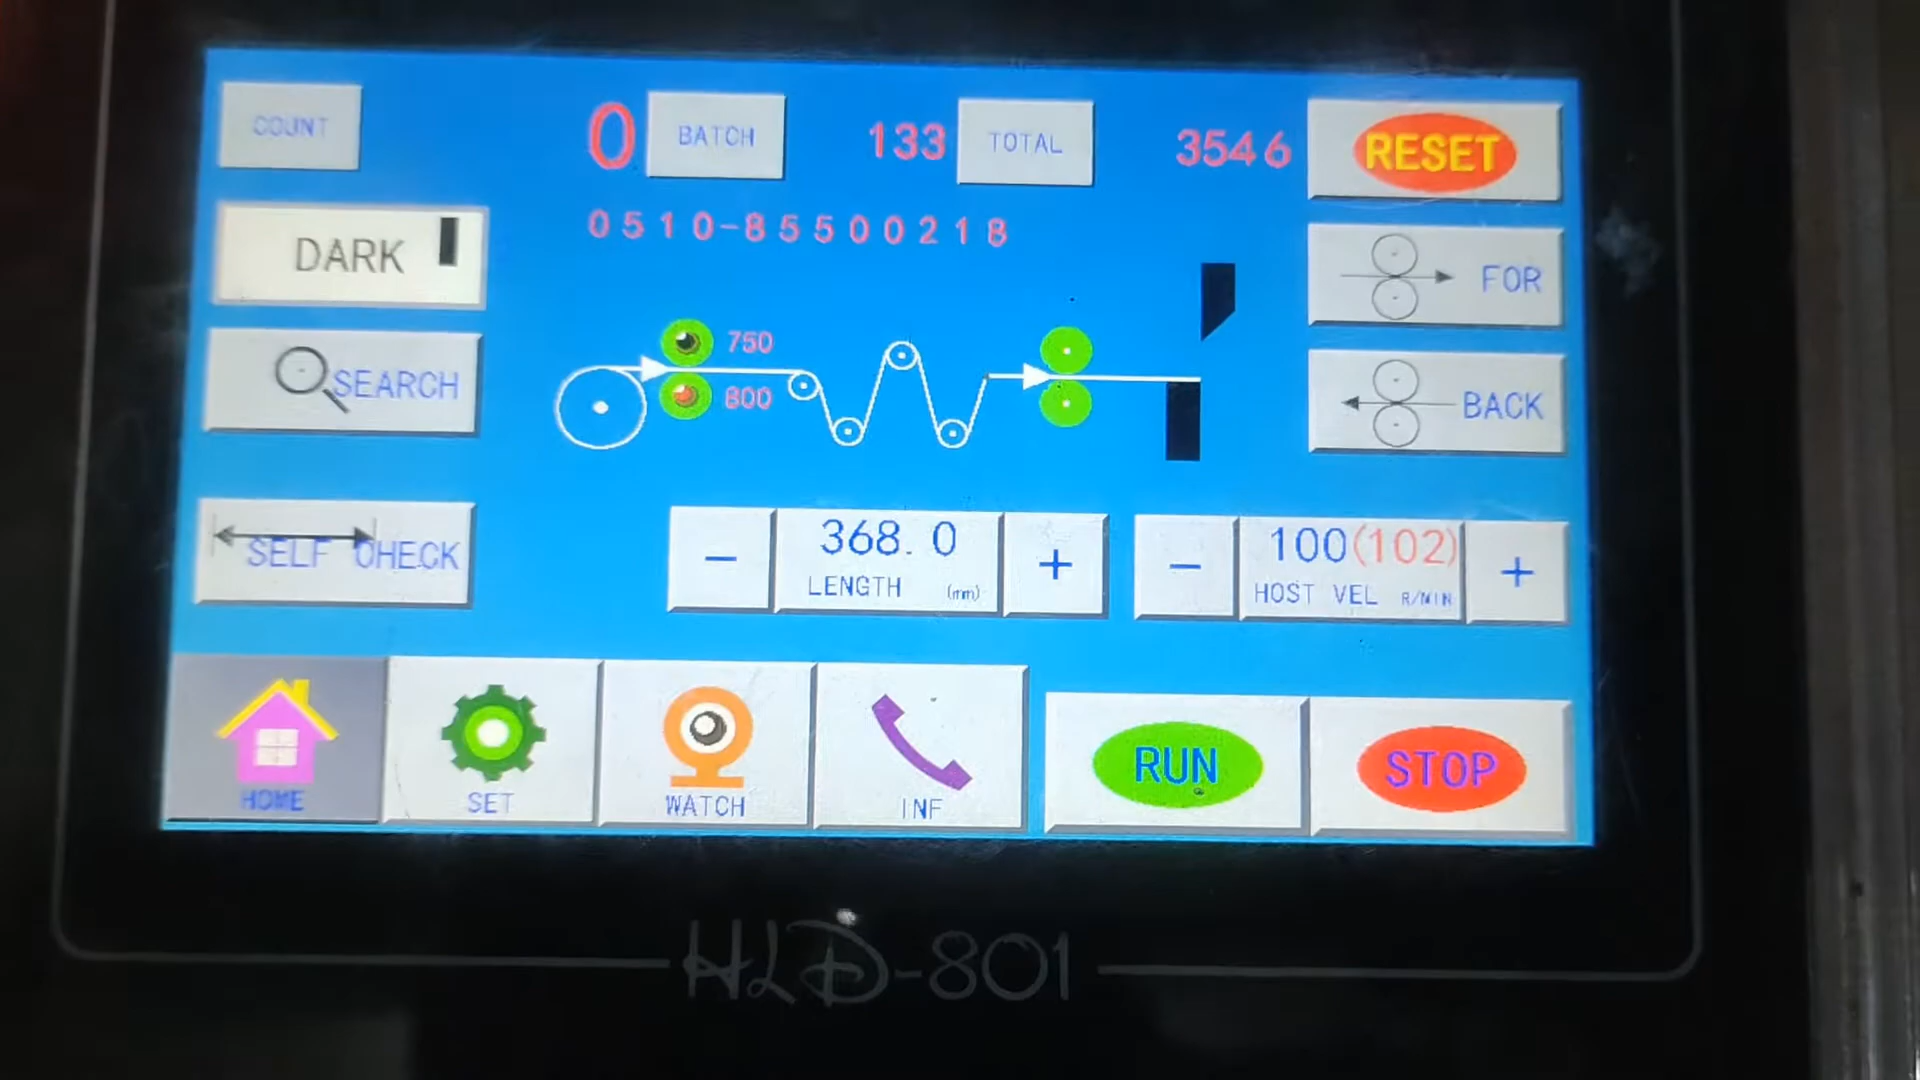 COUNT 0 BATCH 133 TOTAL 3546 RESET
0510-85500218
DARK
FOR
750
SEARCH
800
BACK
SELF CHECK
- 368.0 + - 100(102) +
LENGTH (mm) HOST VEL R/MIN
HOME SET WATCH INF RUN STOP
HLD-801